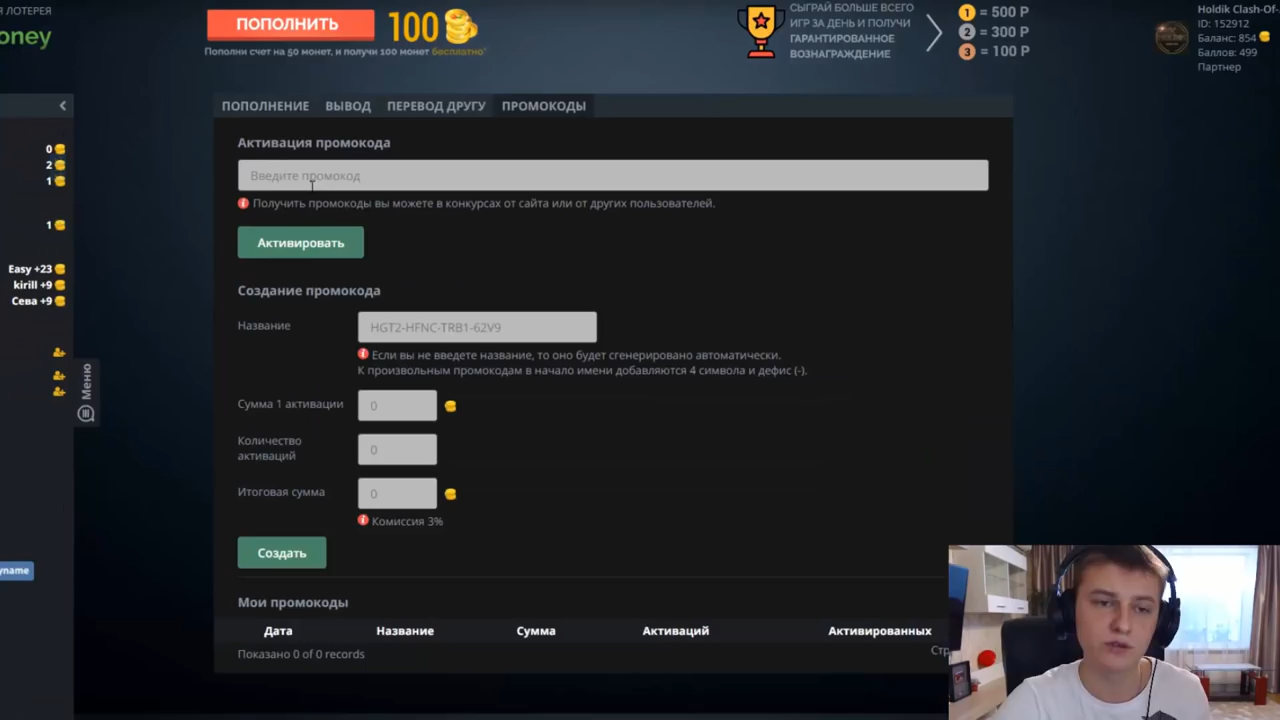 Я ЛОТЕРЕЯ
oney
ПОПОЛНИТЬ
100
Пополни счет на 50 монет, и получи 100 монет бесплатно*
СЫГРАЙ БОЛЬШЕ ВСЕГО
ИГР ЗА ДЕНЬ И ПОЛУЧИ
ГАРАНТИРОВАННОЕ
ВОЗНАГРАЖДЕНИЕ
1 = 500 Р
2 = 300 Р
3 = 100 Р
Holdik Clash-Of-
ID: 152912
Баланс: 854
Баллов: 499
Партнер
0
2
1
1
Easy +23
kirill +9
Сева +9
Меню
yname
ПОПОЛНЕНИЕ ВЫВОД ПЕРЕВОД ДРУГУ ПРОМОКОДЫ
Активация промокода
Введите промокод
Получить промокоды вы можете в конкурсах от сайта или от других пользователей.
Активировать
Создание промокода
Название
HGT2-HFNC-TRB1-62V9
Если вы не введете название, то оно будет сгенерировано автоматически.
К произвольным промокодам в начало имени добавляются 4 символа и дефис (-).
Сумма 1 активации
0
Количество
активаций
0
Итоговая сумма
0
Комиссия 3%
Создать
Мои промокоды
Дата Название Сумма Активаций Активированных
Показано 0 of 0 records
Стр